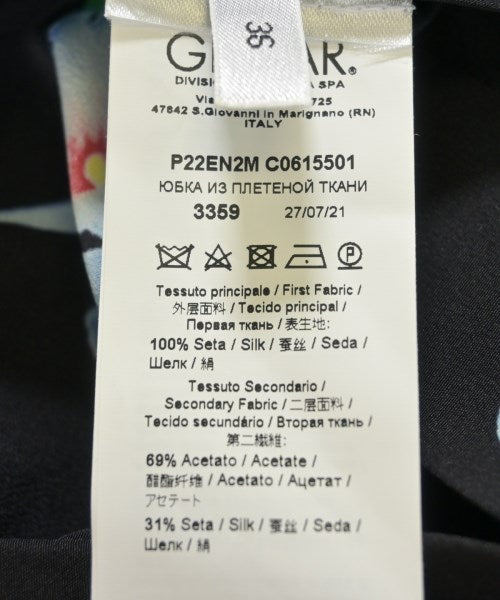 36
DIVISI SPA
Via 725
47842 S.Giovanni in Marignano (RN)
ITALY
P22EN2M C0615501
ЮБКА ИЗ ПЛЕТЕНОЙ ТКАНИ
3359 27/07/21
Tessuto principale / First Fabric /
外层面料 / Tecido principal /
Первая ткань / 表生地:
100% Seta / Silk / 蚕丝 / Seda /
Шелк / 絹
Tessuto Secondario /
Secondary Fabric / 二层面料 /
Tecido secundário / Вторая ткань /
第二繊維:
69% Acetato / Acetate /
醋酯纤维 / Acetato / Ацетат /
アセテート
31% Seta / Silk / 蚕丝 / Seda /
Шелк / 絹